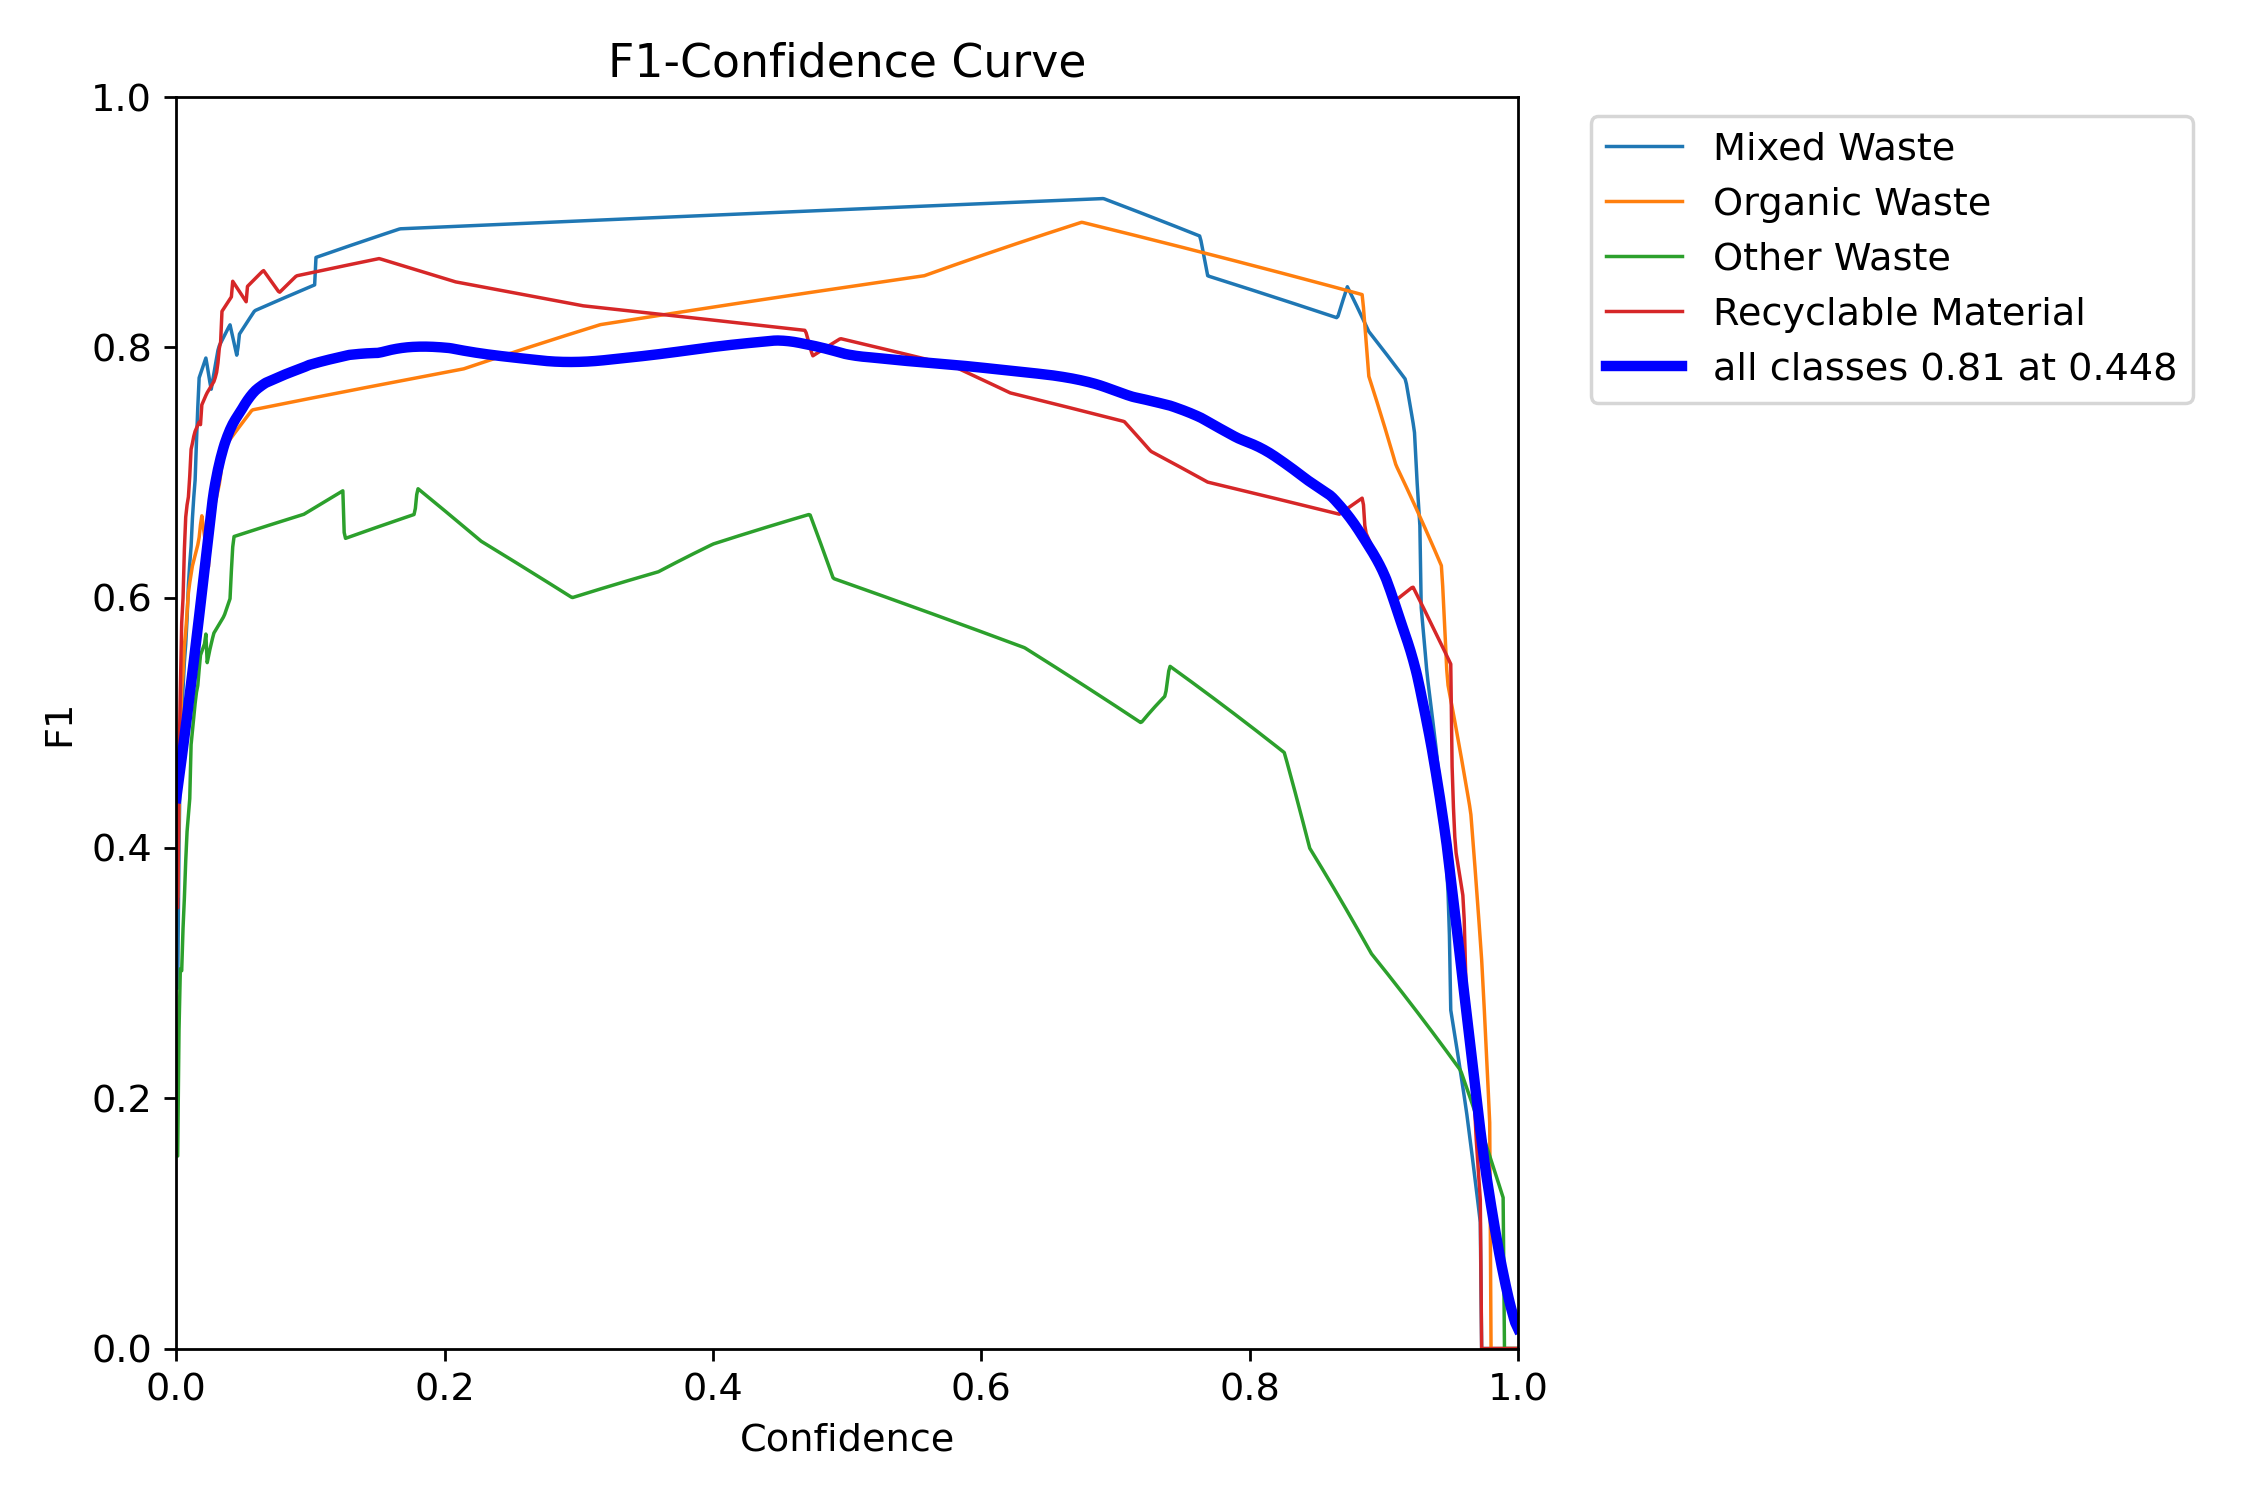 F1-Confidence Curve
1.0
0.8
0.6
0.4
0.2
0.0
F1
0.0 0.2 0.4 0.6 0.8 1.0
Confidence
Mixed Waste
Organic Waste
Other Waste
Recyclable Material
all classes 0.81 at 0.448